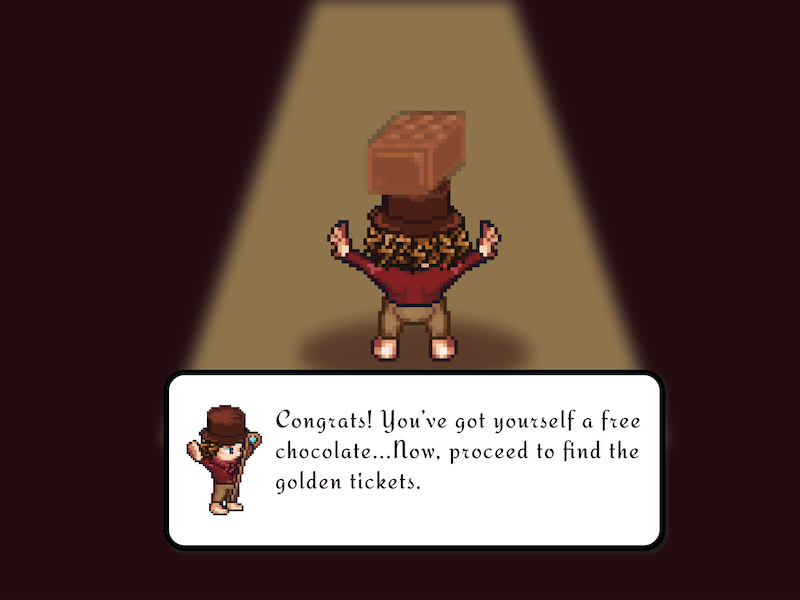 Congrats! You've got yourself a free
chocolate...Now, proceed to find the
golden tickets.